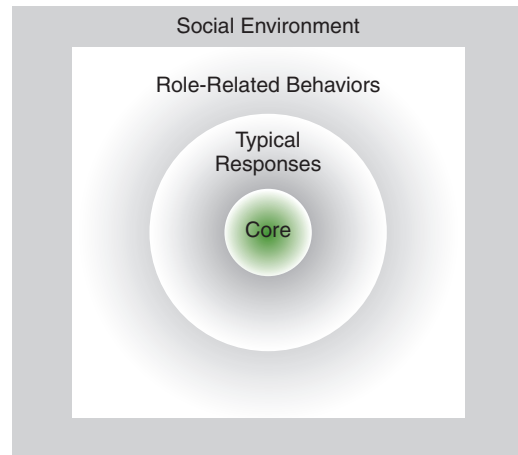 Social Environment
Role-Related Behaviors
Typical
Responses
Core